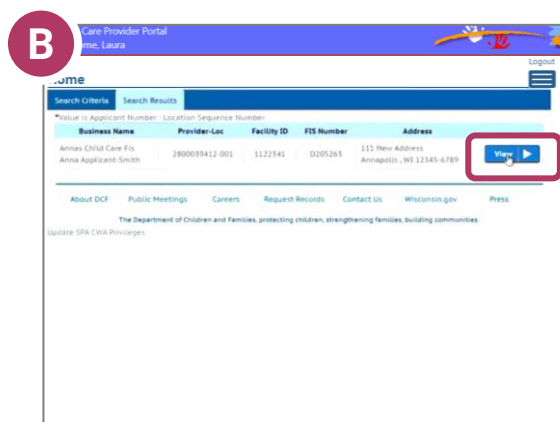 B
Care Provider Portal
me, Laura
Logout
ome
Search Criteria Search Results
*Value is Applicant Number - Location Sequence Number
Business Name Provider-Loc Facility ID FIS Number Address
Annas Child Care Fis
Anna Applicant-Smith
2800039412-001 1122341 D205263
111 New Address
Annapolis , WI 12345-6789
View
About DCF Public Meetings Careers Request Records Contact Us Wisconsin.gov Press
The Department of Children and Families, protecting children, strengthening families, building communities.
Update SPA CWA Privileges